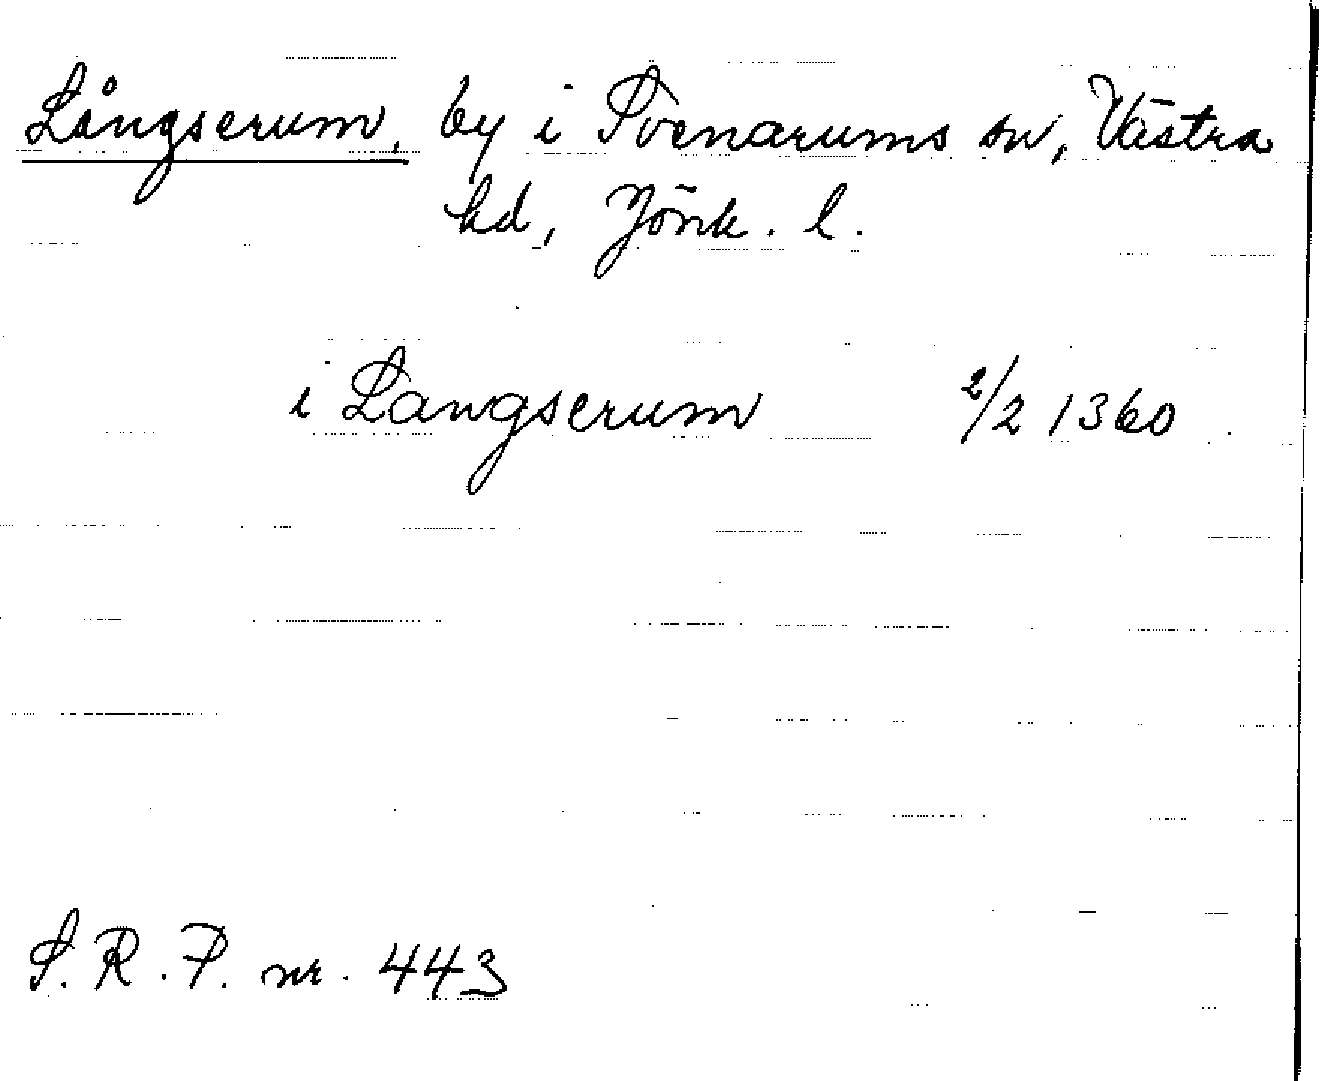 Långserum, by i Svenarums sn, Västra
hd, Jönk. l.
i Langserum 2/2 1360
S. R. P. nr. 443